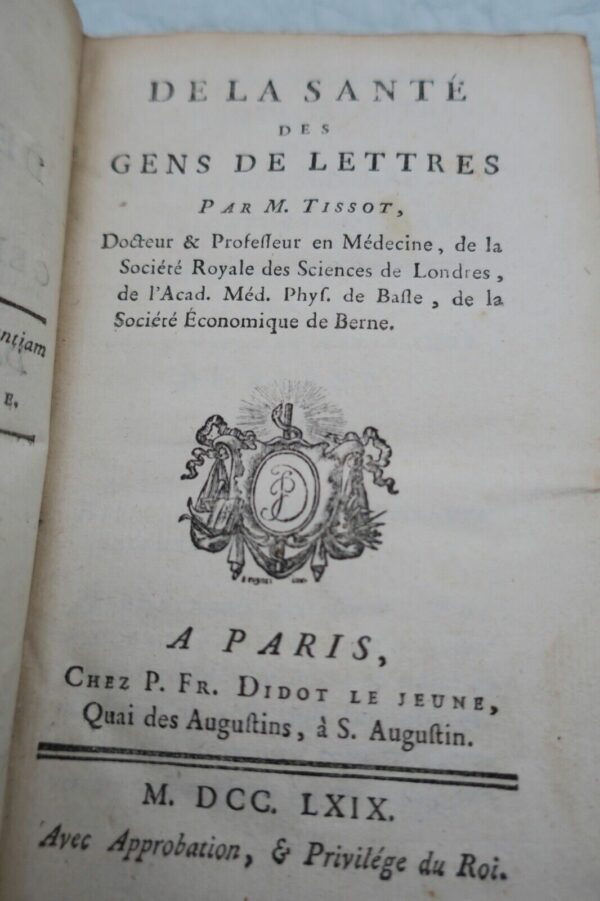 DE LA SANTÉ
DES
GENS DE LETTRES
PAR M. TISSOT,
Docteur & Profeſſeur en Médecine, de la
Société Royale des Sciences de Londres,
de l'Acad. Méd. Phyſ. de Baſle, de la
Société Économique de Berne.
A PARIS,
CHEZ P. FR. DIDOT LE JEUNE,
Quai des Auguſtins, à S. Auguſtin.
M. DCC. LXIX.
Avec Approbation, & Privilége du Roi.